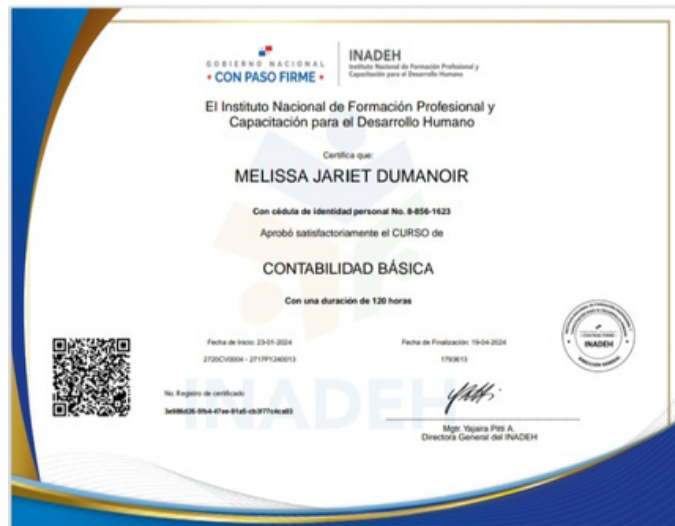 GOBIERNO NACIONAL
• CON PASO FIRME •
INADEH
Instituto Nacional de Formación Profesional y
Capacitación para el Desarrollo Humano
El Instituto Nacional de Formación Profesional y
Capacitación para el Desarrollo Humano
Certifica que:
MELISSA JARIET DUMANOIR
Con cédula de identidad personal No. 8-856-1623
Aprobó satisfactoriamente el CURSO de
CONTABILIDAD BÁSICA
Con una duración de 120 horas
Fecha de Inicio: 23-01-2024
Fecha de Finalización: 19-04-2024
2720CV0004 - 2717P1240013
1793613
INADEH
No. Registro de certificado
INADEH
Mgtr. Yajaira Pitti A.
Directora General del INADEH